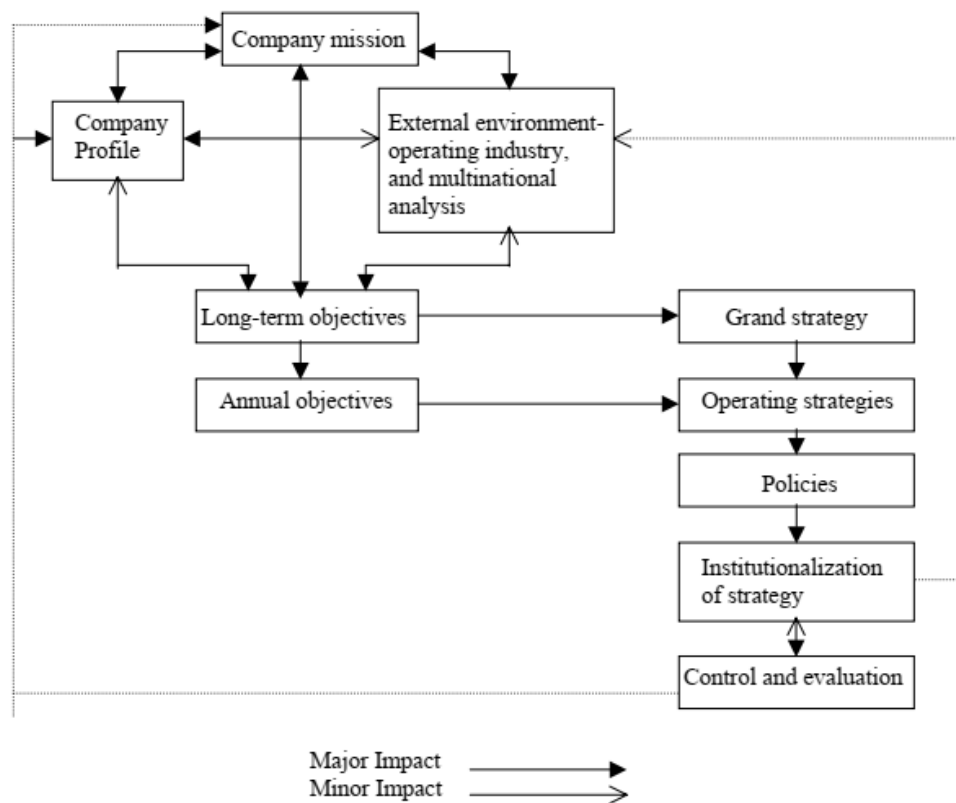 Company mission
Company
Profile
External environment-
operating industry,
and multinational
analysis
Long-term objectives
Grand strategy
Annual objectives
Operating strategies
Policies
Institutionalization
of strategy
Control and evaluation
Major Impact
Minor Impact